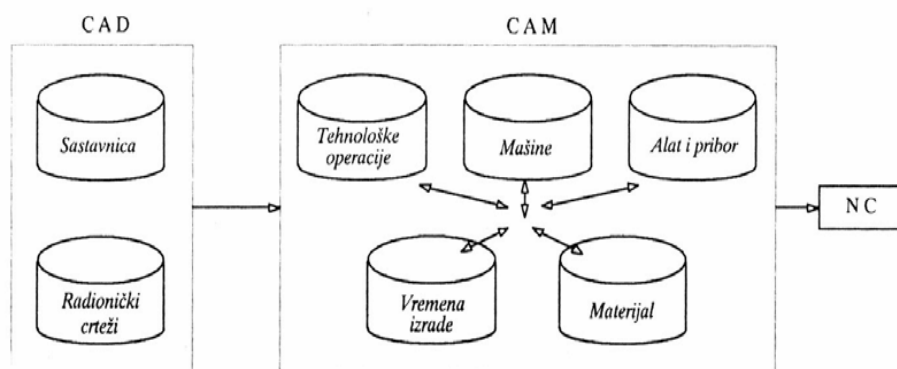 CAD
CAM
Sastavnica
Tehnološke
operacije
Mašine
Alat i pribor
NC
Radionički
crteži
Vremena
izrade
Materijal